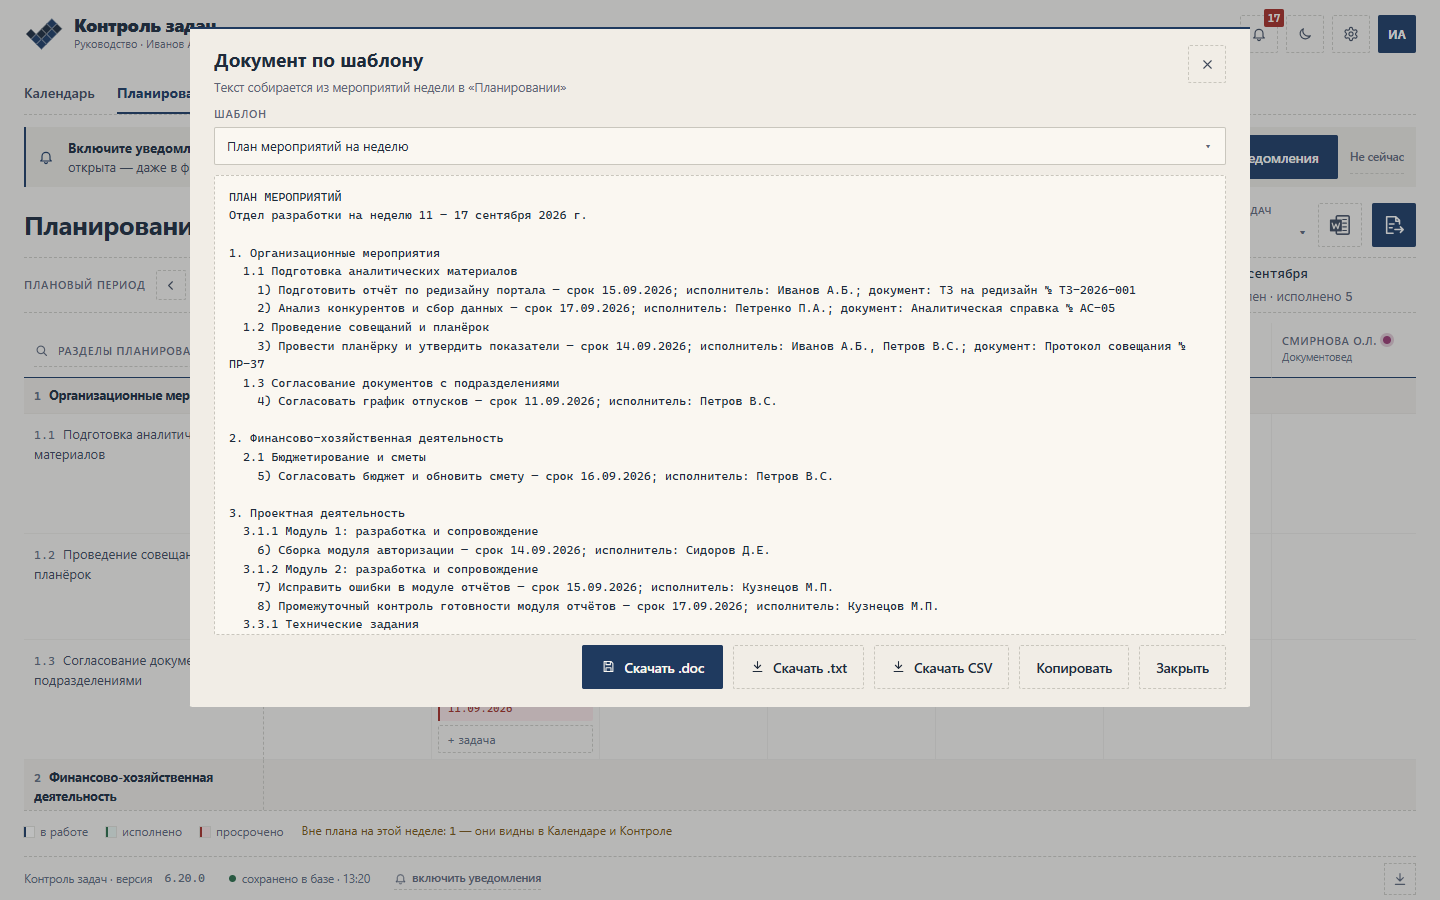 Контроль задач
Руководство · Иванов А
17
ИА
Календарь
Планирова
Включите уведомл
открыта — даже в ф
едомления
Не сейчас
Планировани
ДАЧ
ПЛАНОВЫЙ ПЕРИОД
сентября
лен · исполнено 5
РАЗДЕЛЫ ПЛАНИРОВА
СМИРНОВА О.Л.
Документовед
1 Организационные мер
1.1 Подготовка аналитич
материалов
1.2 Проведение совещан
планёрок
1.3 Согласование докуме
подразделениями
Документ по шаблону
Текст собирается из мероприятий недели в «Планировании»
ШАБЛОН
План мероприятий на неделю
ПЛАН МЕРОПРИЯТИЙ
Отдел разработки на неделю 11 — 17 сентября 2026 г.
1. Организационные мероприятия
1.1 Подготовка аналитических материалов
1) Подготовить отчёт по редизайну портала — срок 15.09.2026; исполнитель: Иванов А.Б.; документ: ТЗ на редизайн № ТЗ-2026-001
2) Анализ конкурентов и сбор данных — срок 17.09.2026; исполнитель: Петренко П.А.; документ: Аналитическая справка № АС-05
1.2 Проведение совещаний и планёрок
3) Провести планёрку и утвердить показатели — срок 14.09.2026; исполнитель: Иванов А.Б., Петров В.С.; документ: Протокол совещания №
ПР-37
1.3 Согласование документов с подразделениями
4) Согласовать график отпусков — срок 11.09.2026; исполнитель: Петров В.С.
2. Финансово-хозяйственная деятельность
2.1 Бюджетирование и сметы
5) Согласовать бюджет и обновить смету — срок 16.09.2026; исполнитель: Петров В.С.
3. Проектная деятельность
3.1.1 Модуль 1: разработка и сопровождение
6) Сборка модуля авторизации — срок 14.09.2026; исполнитель: Сидоров Д.Е.
3.1.2 Модуль 2: разработка и сопровождение
7) Исправить ошибки в модуле отчётов — срок 15.09.2026; исполнитель: Кузнецов М.П.
8) Промежуточный контроль готовности модуля отчётов — срок 17.09.2026; исполнитель: Кузнецов М.П.
3.3.1 Технические задания
Скачать .doc
Скачать .txt
Скачать CSV
Копировать
Закрыть
11.09.2026
+ задача
2 Финансово-хозяйственная
деятельность
в работе
исполнено
просрочено
Вне плана на этой неделе: 1 — они видны в Календаре и Контроле
Контроль задач · версия 6.20.0
сохранено в базе · 13:20
включить уведомления